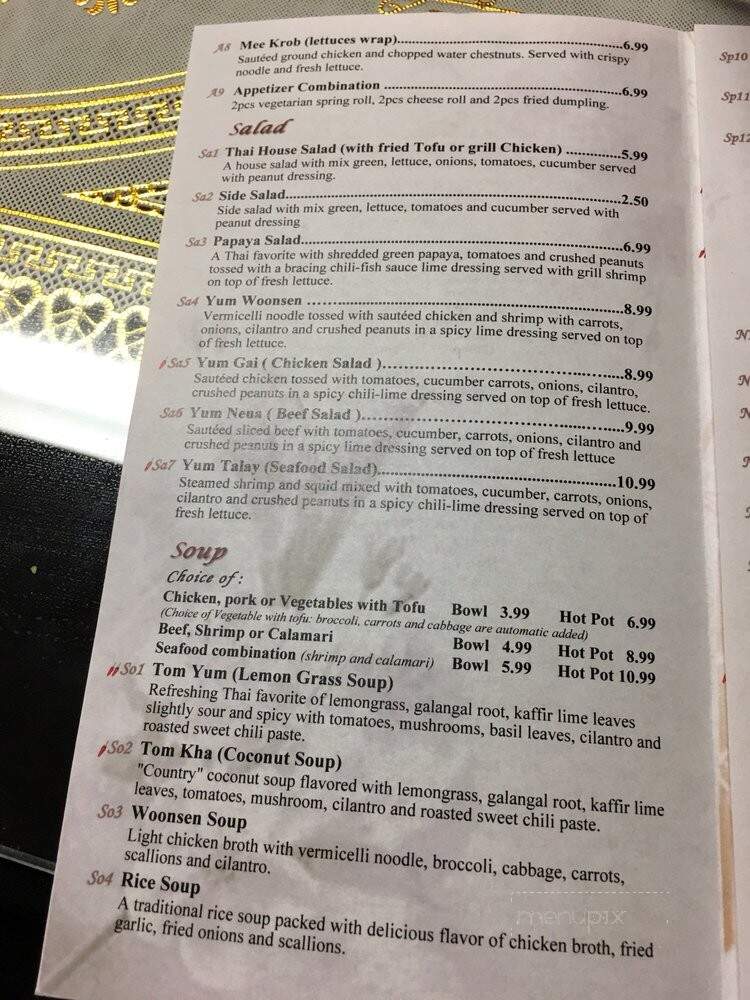 A8 Mee Krob (lettuces wrap)..........6.99
Sautéed ground chicken and chopped water chestnuts. Served with crispy
noodle and fresh lettuce.
A9 Appetizer Combination ..........6.99
2pcs vegetarian spring roll, 2pcs cheese roll and 2pcs fried dumpling.
Salad
Sa1 Thai House Salad (with fried Tofu or grill Chicken) ..........5.99
A house salad with mix green, lettuce, onions, tomatoes, cucumber served
with peanut dressing.
Sa2 Side Salad..........2.50
Side salad with mix green, lettuce, tomatoes and cucumber served with
peanut dressing
Sa3 Papaya Salad..........6.99
A Thai favorite with shredded green papaya, tomatoes and crushed peanuts
tossed with a bracing chili-fish sauce lime dressing served with grill shrimp
on top of fresh lettuce.
Sa4 Yum Woonsen ..........8.99
Vermicelli noodle tossed with sautéed chicken and shrimp with carrots,
onions, cilantro and crushed peanuts in a spicy lime dressing served on top
of fresh lettuce.
Sa5 Yum Gai ( Chicken Salad )..........8.99
Sautéed chicken tossed with tomatoes, cucumber carrots, onions, cilantro,
crushed peanuts in a spicy chili-lime dressing served on top of fresh lettuce.
Sa6 Yum Neua ( Beef Salad )..........9.99
Sautéed sliced beef with tomatoes, cucumber, carrots, onions, cilantro and
crushed peanuts in a spicy lime dressing served on top of fresh lettuce
Sa7 Yum Talay (Seafood Salad)..........10.99
Steamed shrimp and squid mixed with tomatoes, cucumber, carrots, onions,
cilantro and crushed peanuts in a spicy chili-lime dressing served on top of
fresh lettuce.
Soup
Choice of:
Chicken, pork or Vegetables with Tofu Bowl 3.99 Hot Pot 6.99
(Choice of Vegetable with tofu: broccoli, carrots and cabbage are automatic added)
Beef, Shrimp or Calamari Bowl 4.99 Hot Pot 8.99
Seafood combination (shrimp and calamari) Bowl 5.99 Hot Pot 10.99
So1 Tom Yum (Lemon Grass Soup)
Refreshing Thai favorite of lemongrass, galangal root, kaffir lime leaves
slightly sour and spicy with tomatoes, mushrooms, basil leaves, cilantro and
roasted sweet chili paste.
So2 Tom Kha (Coconut Soup)
"Country" coconut soup flavored with lemongrass, galangal root, kaffir lime
leaves, tomatoes, mushroom, cilantro and roasted sweet chili paste.
So3 Woonsen Soup
Light chicken broth with vermicelli noodle, broccoli, cabbage, carrots,
scallions and cilantro.
So4 Rice Soup
A traditional rice soup packed with delicious flavor of chicken broth, fried
garlic, fried onions and scallions.
Sp10
Sp11
Sp12
menupix